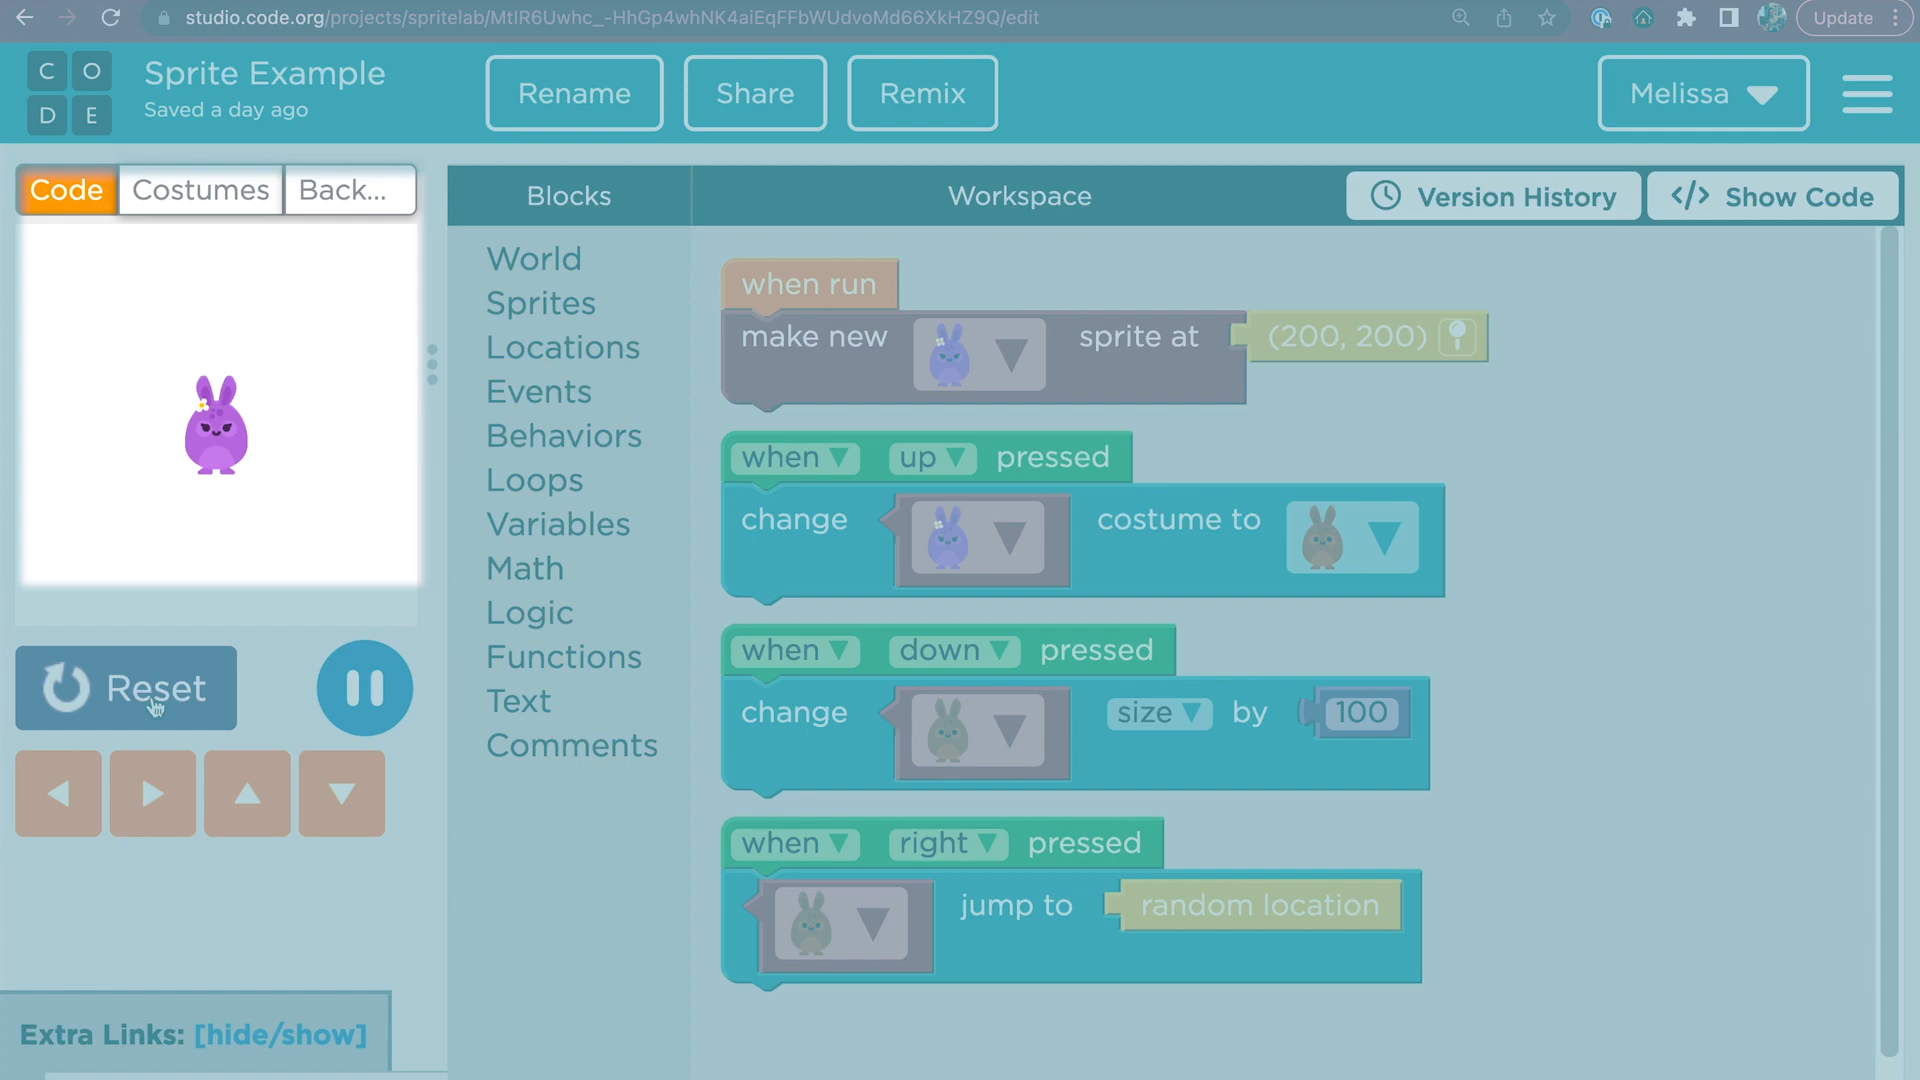 studio.code.org/projects/spritelab/MtlR6Uwhc_-HhGp4whNK4aiEqFFbWUdvoMd66XkHZ9Q/edit
Update
C O
D E
Sprite Example
Saved a day ago
Rename
Share
Remix
Melissa
Code
Costumes
Back...
Blocks
Workspace
Version History
</> Show Code
World
Sprites
Locations
Events
Behaviors
Loops
Variables
Math
Logic
Functions
Text
Comments
when run
make new sprite at (200, 200)
when up pressed
change costume to
when down pressed
change size by 100
when right pressed
jump to random location
Reset
Extra Links: [hide/show]